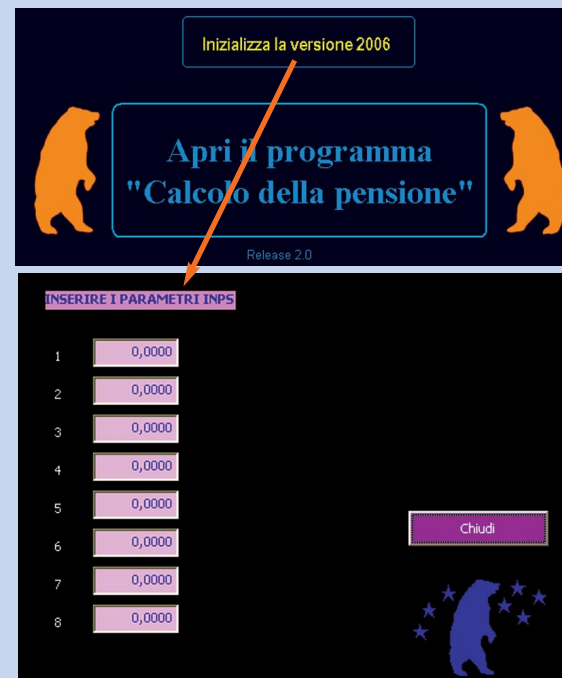 Inizializza la versione 2006
Apri il programma
"Calcolo della pensione"
Release 2.0
INSERIRE I PARAMETRI INPS
1 0,0000
2 0,0000
3 0,0000
4 0,0000
5 0,0000
6 0,0000
7 0,0000
8 0,0000
Chiudi